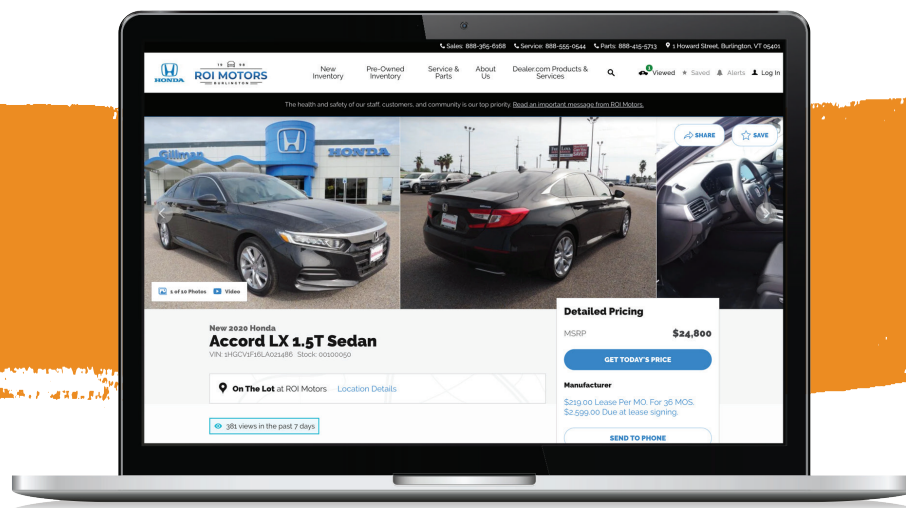 Sales: 888-365-6168 Service: 888-555-0544 Parts: 888-415-5713 1 Howard Street, Burlington, VT 05401
HONDA
19 98
ROI MOTORS
BURLINGTON
New Inventory
Pre-Owned Inventory
Service & Parts
About Us
Dealer.com Products & Services
1
Viewed
Saved
Alerts
Log In
The health and safety of our staff, customers, and community is our top priority. Read an important message from ROI Motors.
SHARE
SAVE
Gillman
HONDA
1 of 10 Photos
Video
New 2020 Honda
Accord LX 1.5T Sedan
VIN: 1HGCV1F16LA021486 Stock: 00100050
On The Lot at ROI Motors Location Details
381 views in the past 7 days
Detailed Pricing
MSRP $24,800
GET TODAY'S PRICE
Manufacturer
$219.00 Lease Per MO. For 36 MOS.
$2,599.00 Due at lease signing.
SEND TO PHONE